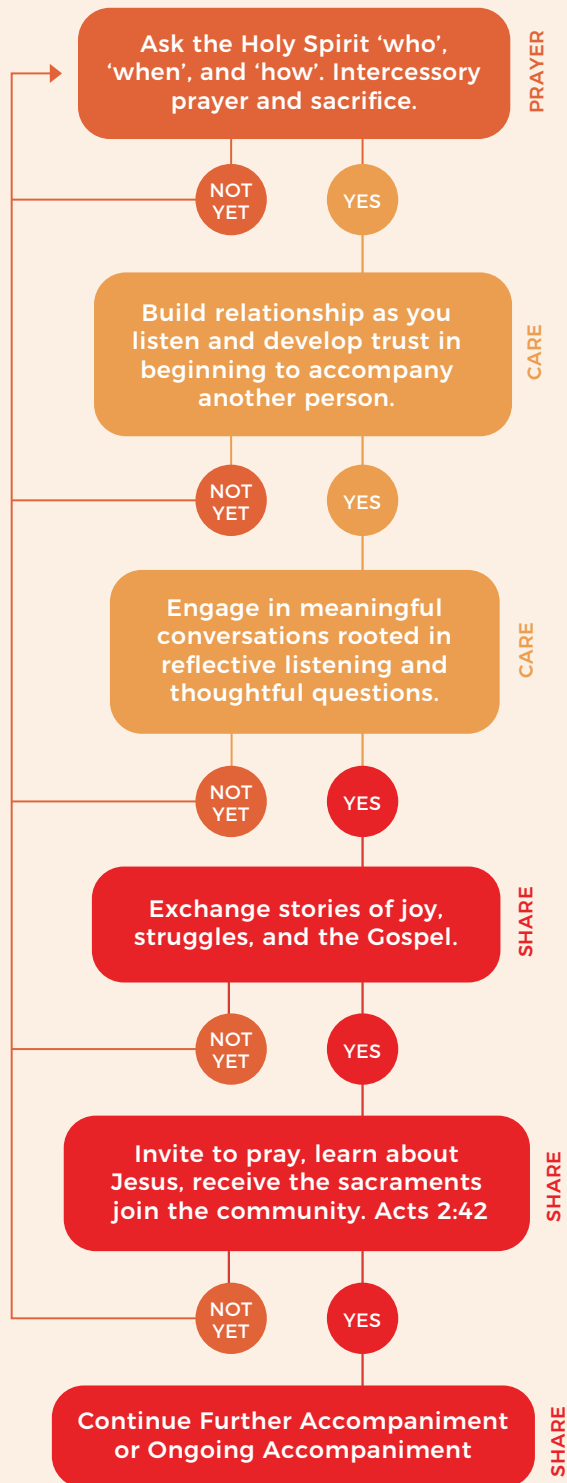 Ask the Holy Spirit ‘who’,
‘when’, and ‘how’. Intercessory
prayer and sacrifice.
PRAYER
NOT
YET
YES
Build relationship as you
listen and develop trust in
beginning to accompany
another person.
CARE
NOT
YET
YES
Engage in meaningful
conversations rooted in
reflective listening and
thoughtful questions.
CARE
NOT
YET
YES
Exchange stories of joy,
struggles, and the Gospel.
SHARE
NOT
YET
YES
Invite to pray, learn about
Jesus, receive the sacraments
join the community. Acts 2:42
SHARE
NOT
YET
YES
Continue Further Accompaniment
or Ongoing Accompaniment
SHARE